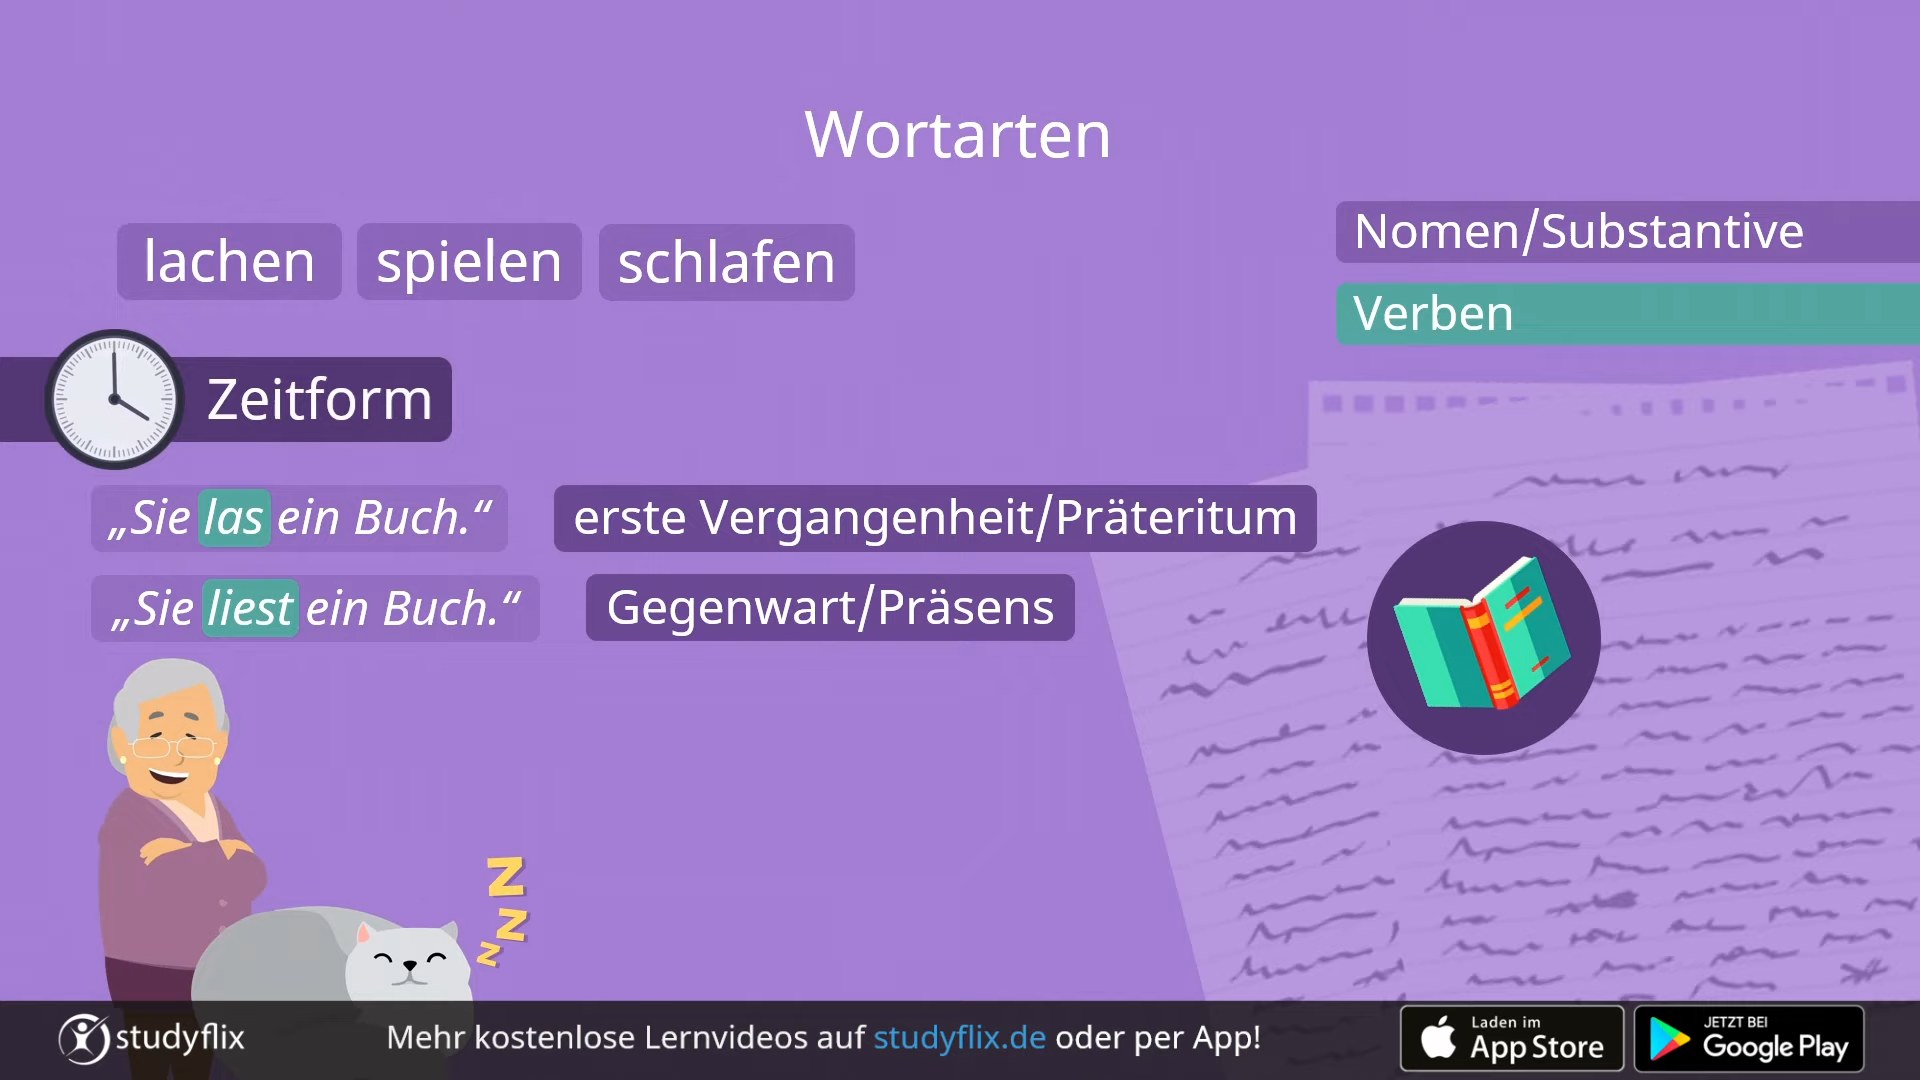 Wortarten
lachen spielen schlafen
Nomen/Substantive
Verben
Zeitform
„Sie las ein Buch.“ erste Vergangenheit/Präteritum
„Sie liest ein Buch.“ Gegenwart/Präsens
Z
Z
Z
studyflix Mehr kostenlose Lernvideos auf studyflix.de oder per App!
Laden im
App Store
JETZT BEI
Google Play